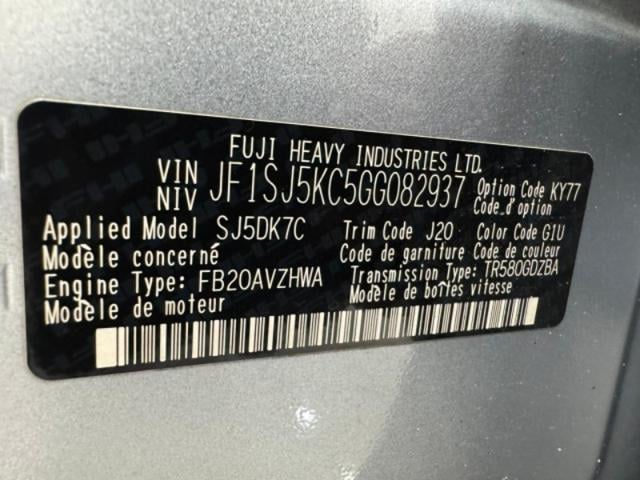 FUJI HEAVY INDUSTRIES LTD.
VIN
NIV JF1SJ5KC5GG082937 Option Code KY77
Code d'option
Applied Model SJ5DK7C Trim Code J20 Color Code G1U
Modèle concerné Code de garniture Code de couleur
Engine Type: FB20AVZHWA Transmission Type: TR580GDZBA
Modèle de moteur Modèle de boîtes vitesse